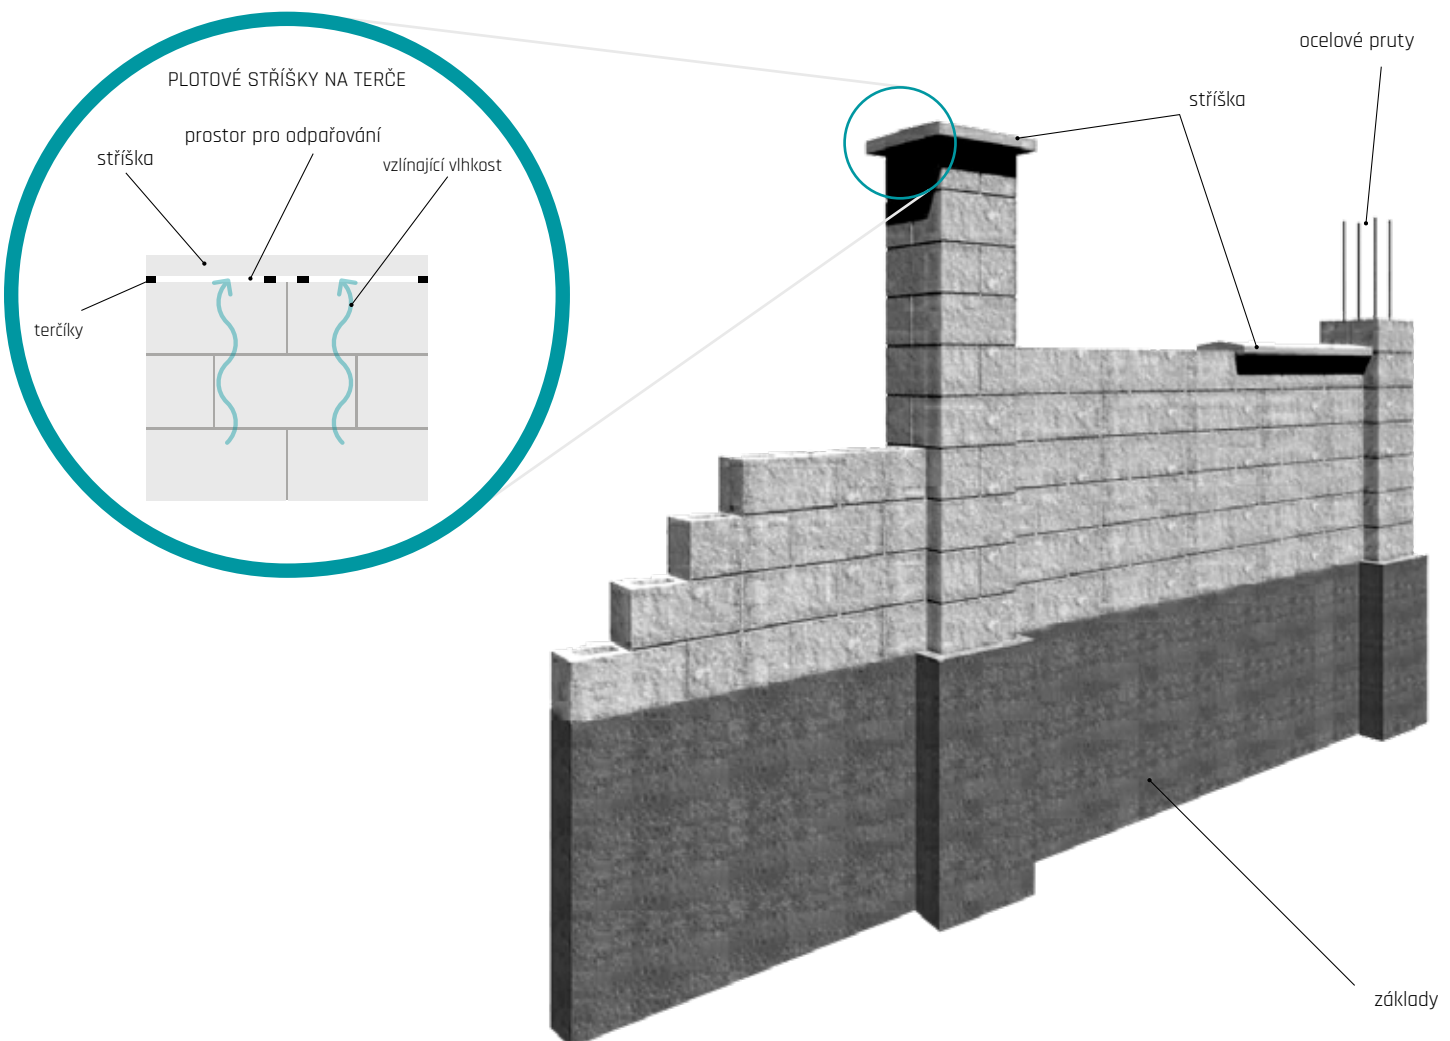 PLOTOVÉ STŘÍŠKY NA TERČE
prostor pro odpařování
stříška
vzlínající vlhkost
terčíky
ocelové pruty
stříška
základy